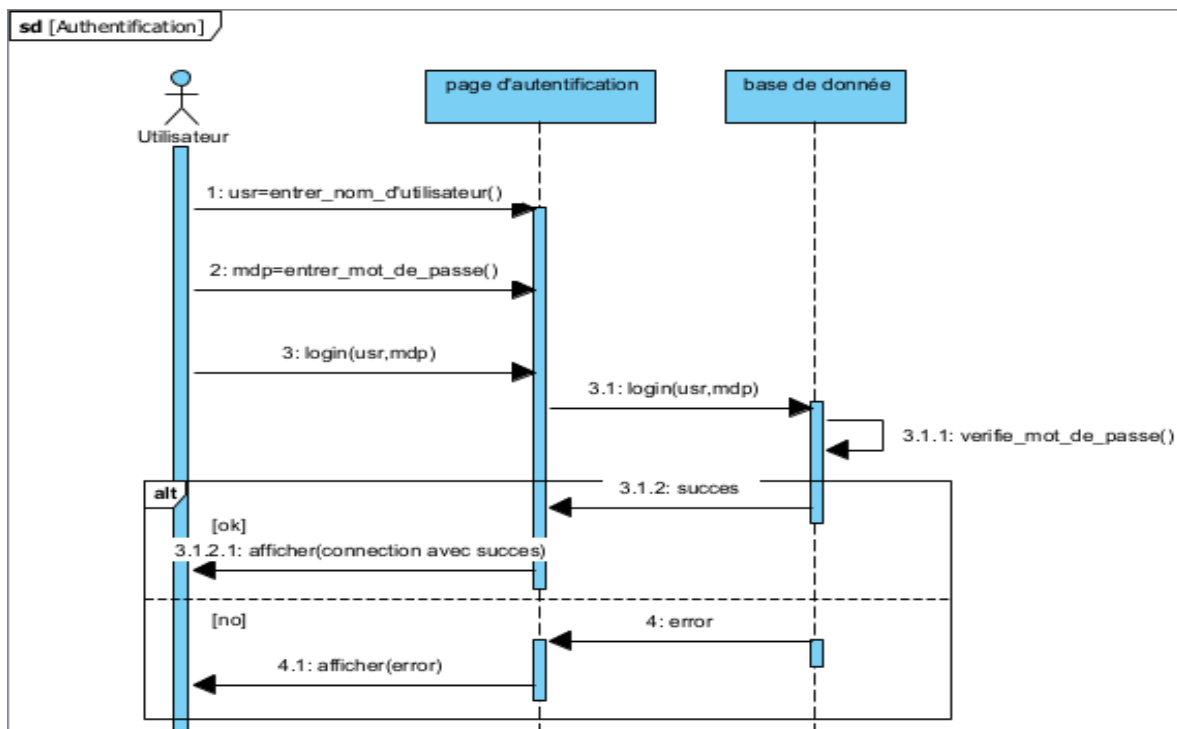 sd [Authentification]
Utilisateur
page d'autentification
base de donnée
1: usr=entrer_nom_d'utilisateur()
2: mdp=entrer_mot_de_passe()
3: login(usr,mdp)
3.1: login(usr,mdp)
3.1.1: verifie_mot_de_passe()
alt
3.1.2: succes
[ok]
3.1.2.1: afficher(connection avec succes)
[no]
4: error
4.1: afficher(error)